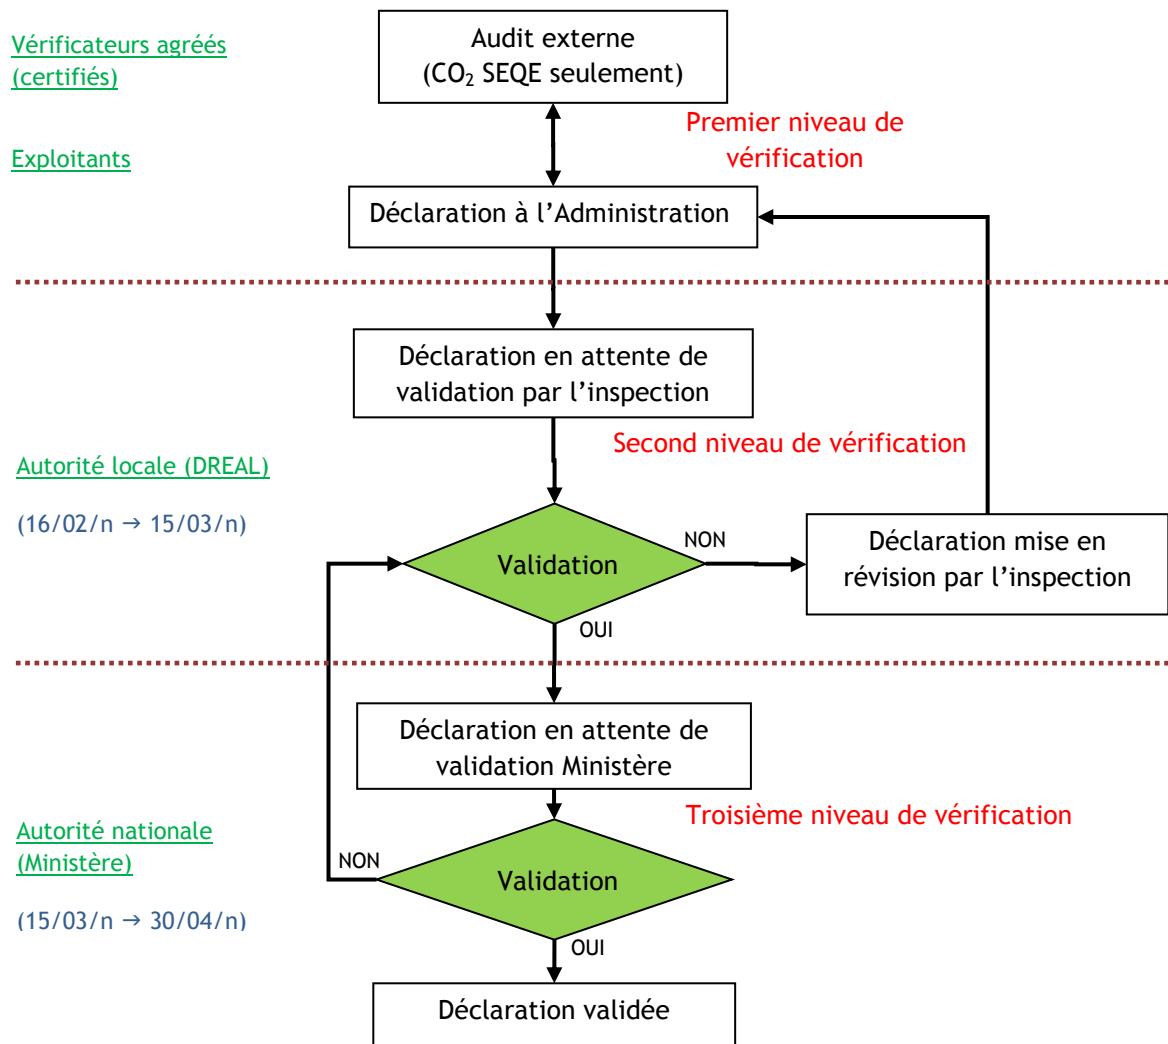 Vérificateurs agréés
(certifiés)
Audit externe
(CO₂ SEQE seulement)
Premier niveau de
vérification
Exploitants
Déclaration à l'Administration
Déclaration en attente de
validation par l'inspection
Second niveau de vérification
Autorité locale (DREAL)
(16/02/n → 15/03/n)
Validation
NON
Déclaration mise en
révision par l'inspection
OUI
Déclaration en attente de
validation Ministère
Troisième niveau de vérification
Autorité nationale
(Ministère)
NON
Validation
(15/03/n → 30/04/n)
OUI
Déclaration validée